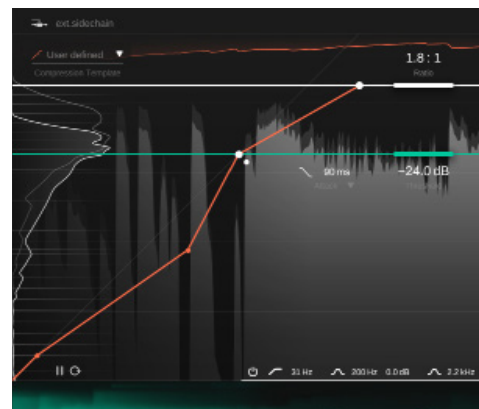 ext.sidechain
User defined
Compression Template
1.8 : 1
Ratio
90 ms
−24.0 dB
Attack
31 Hz 200 Hz 0.0 dB 2.2 kHz